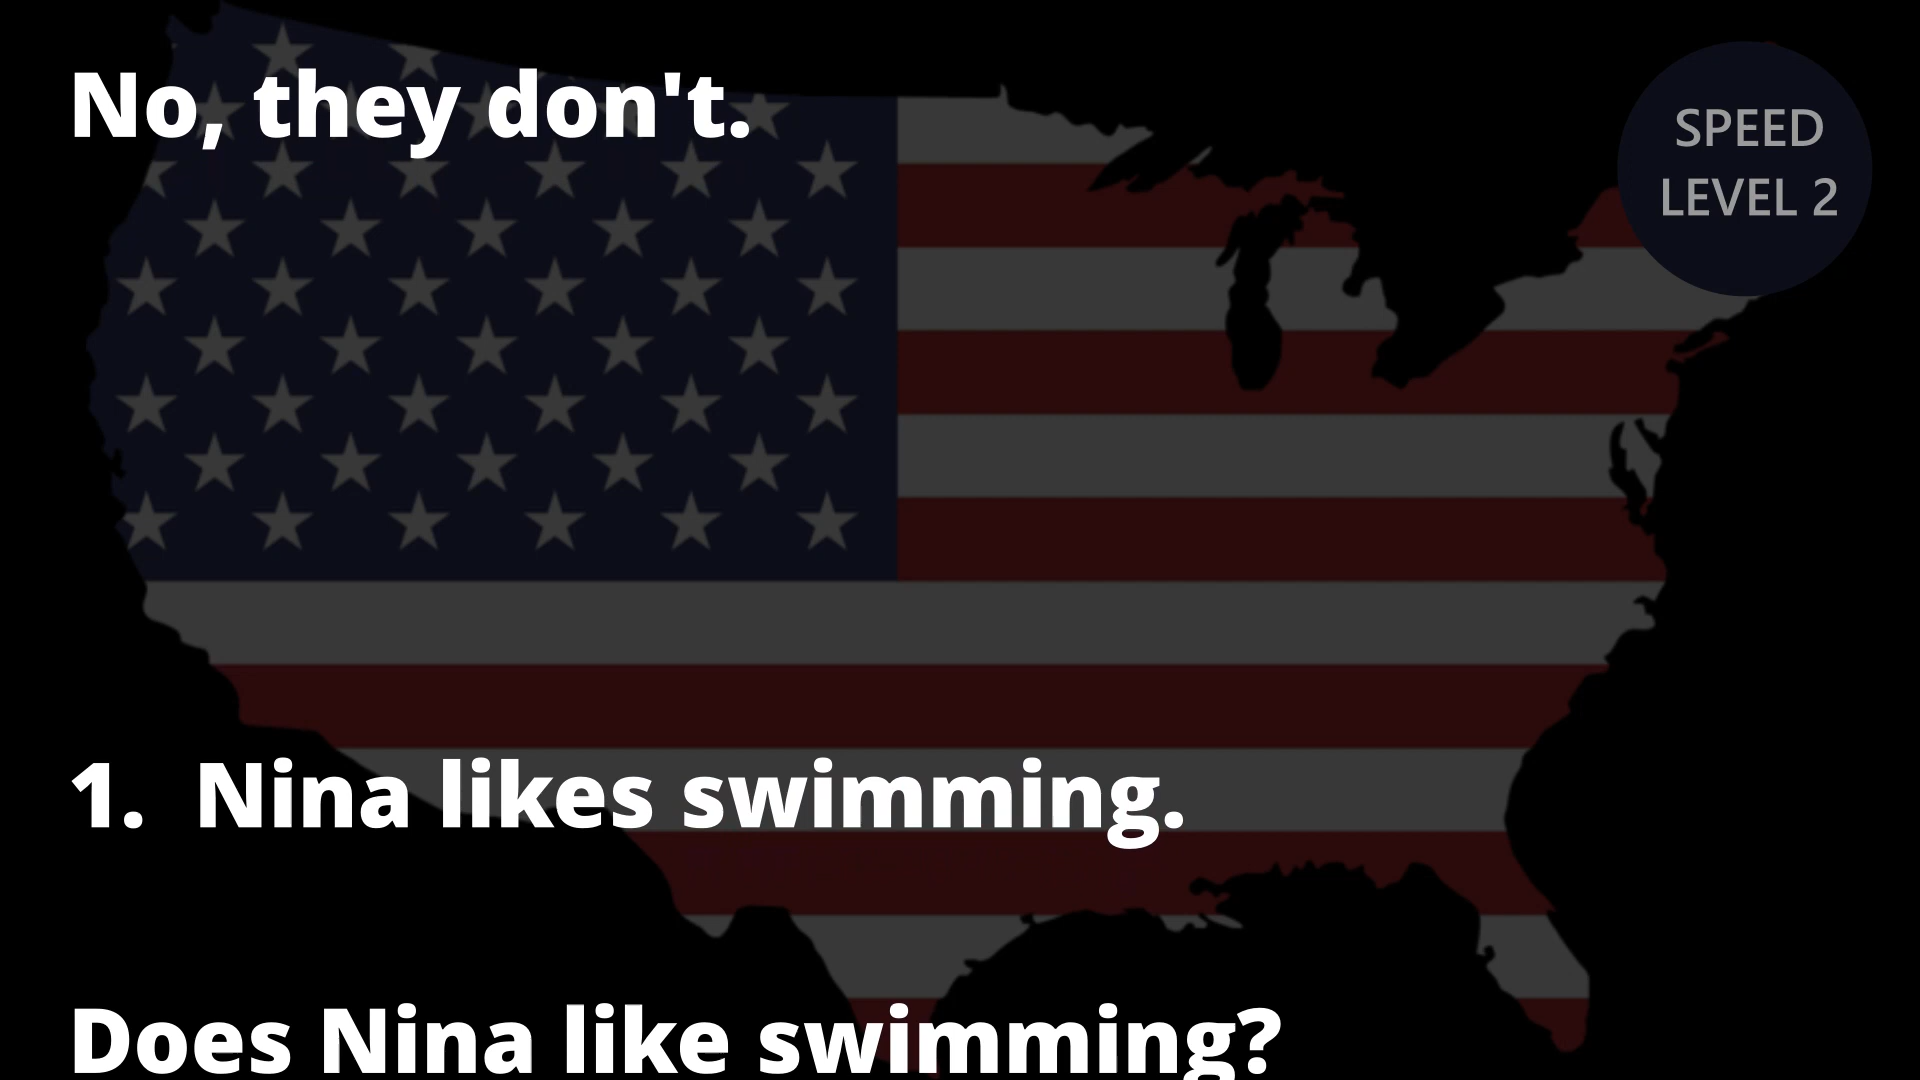 No, they don't.
SPEED
LEVEL 2
1. Nina likes swimming.
Does Nina like swimming?